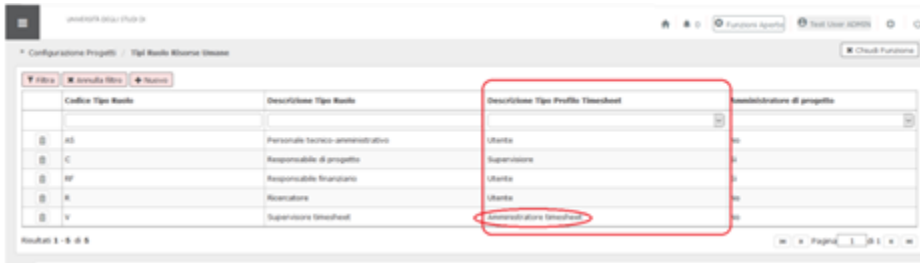 UNIVERSITÀ DEGLI STUDI DI
0 Funzioni Aperte Test User ADMIN
Configurazione Progetti / Tipi Ruolo Risorse Umane Chiudi Funzione
Filtra Annulla filtro Nuovo
Codice Tipo Ruolo Descrizione Tipo Ruolo Descrizione Tipo Profilo Timesheet Amministratore di progetto
AS Personale tecnico-amministrativo Utente No
C Responsabile di progetto Supervisione Si
RF Responsabile finanziario Utente Si
R Ricercatore Utente No
V Supervisore timesheet Amministratore timesheet No
Risultati 1 - 5 di 5 Pagina 1 di 1